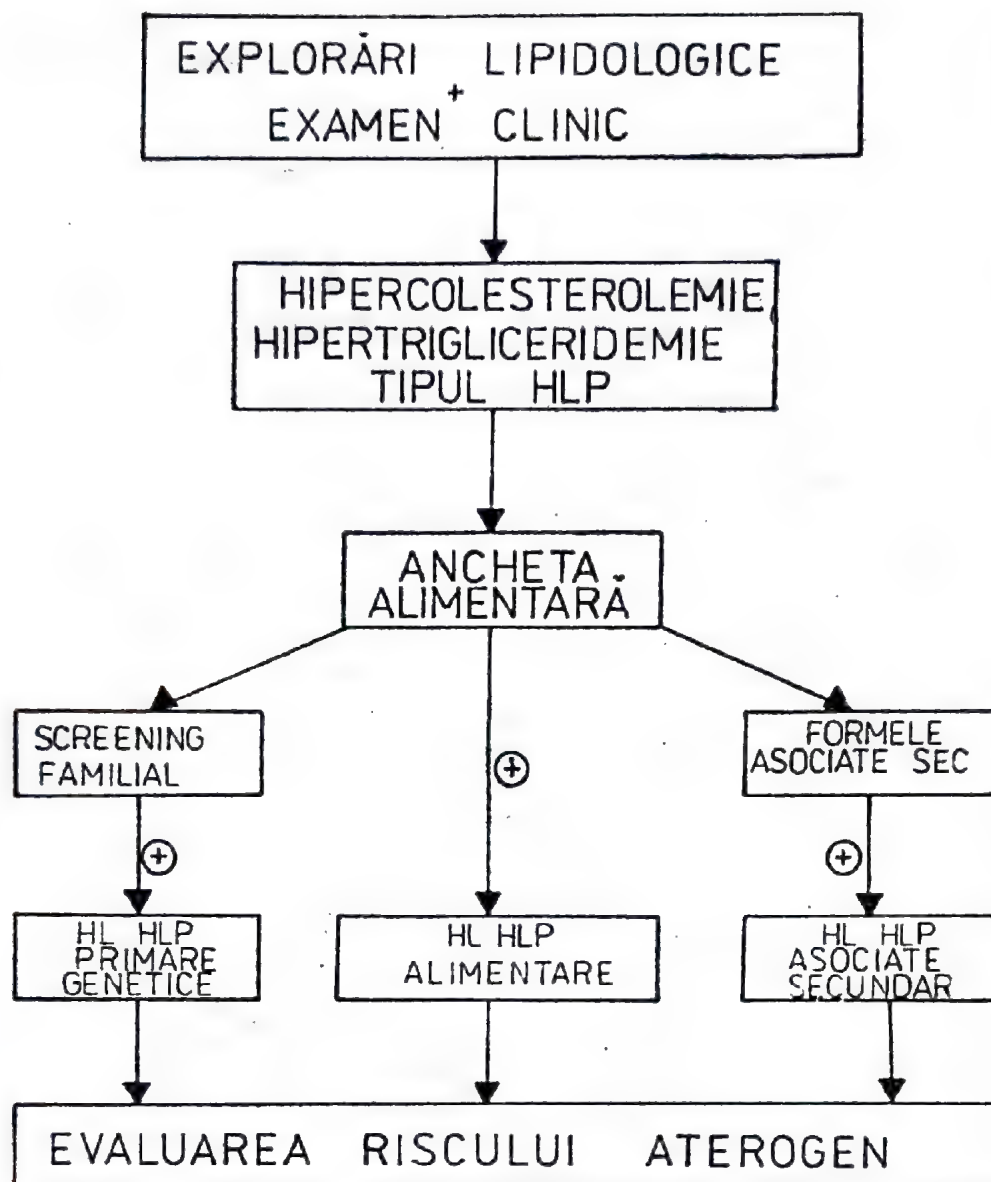 EXPLORĂRI LIPIDOLOGICE
+
EXAMEN CLINIC
HIPERCOLESTEROLEMIE
HIPERTRIGLICERIDEMIE
TIPUL HLP
ANCHETA
ALIMENTARĂ
SCREENING
FAMILIAL
+
FORMELE
ASOCIATE SEC
+
+
HL HLP
PRIMARE
GENETICE
HL HLP
ALIMENTARE
HL HLP
ASOCIATE
SECUNDAR
EVALUAREA RISCULUI ATEROGEN